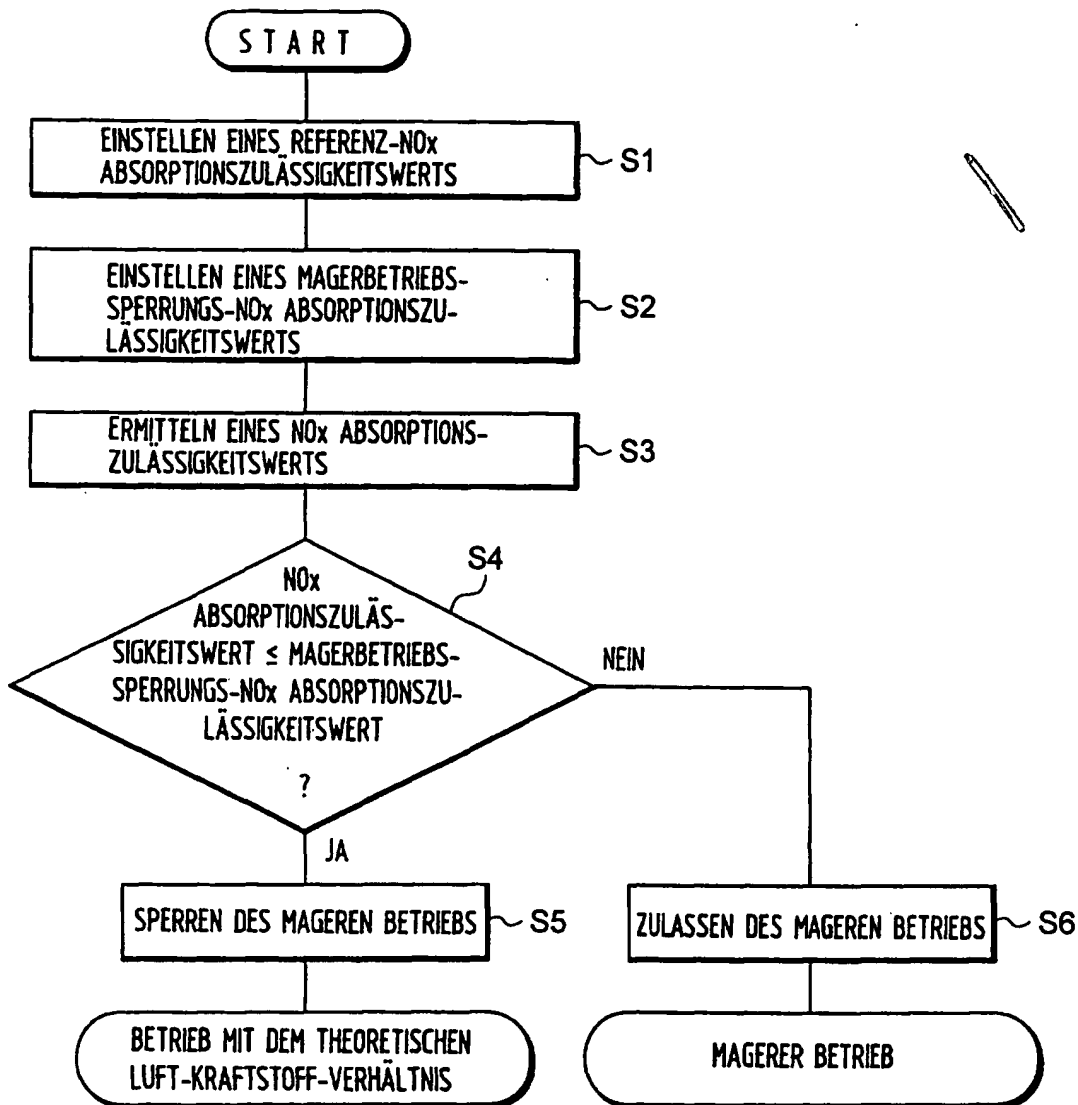 START
EINSTELLEN EINES REFERENZ-NOx
ABSORPTIONSZULÄSSIGKEITSWERTS
S1
EINSTELLEN EINES MAGERBETRIEBS-
SPERRUNGS-NOx ABSORPTIONSZU-
LÄSSIGKEITSWERTS
S2
ERMITTELN EINES NOx ABSORPTIONS-
ZULÄSSIGKEITSWERTS
S3
S4
NOx
ABSORPTIONSZULÄS-
SIGKEITSWERT ≤ MAGERBETRIEBS-
SPERRUNGS-NOx ABSORPTIONSZU-
LÄSSIGKEITSWERT
?
NEIN
JA
SPERREN DES MAGEREN BETRIEBS
S5
ZULASSEN DES MAGEREN BETRIEBS
S6
BETRIEB MIT DEM THEORETISCHEN
LUFT-KRAFTSTOFF-VERHÄLTNIS
MAGERER BETRIEB